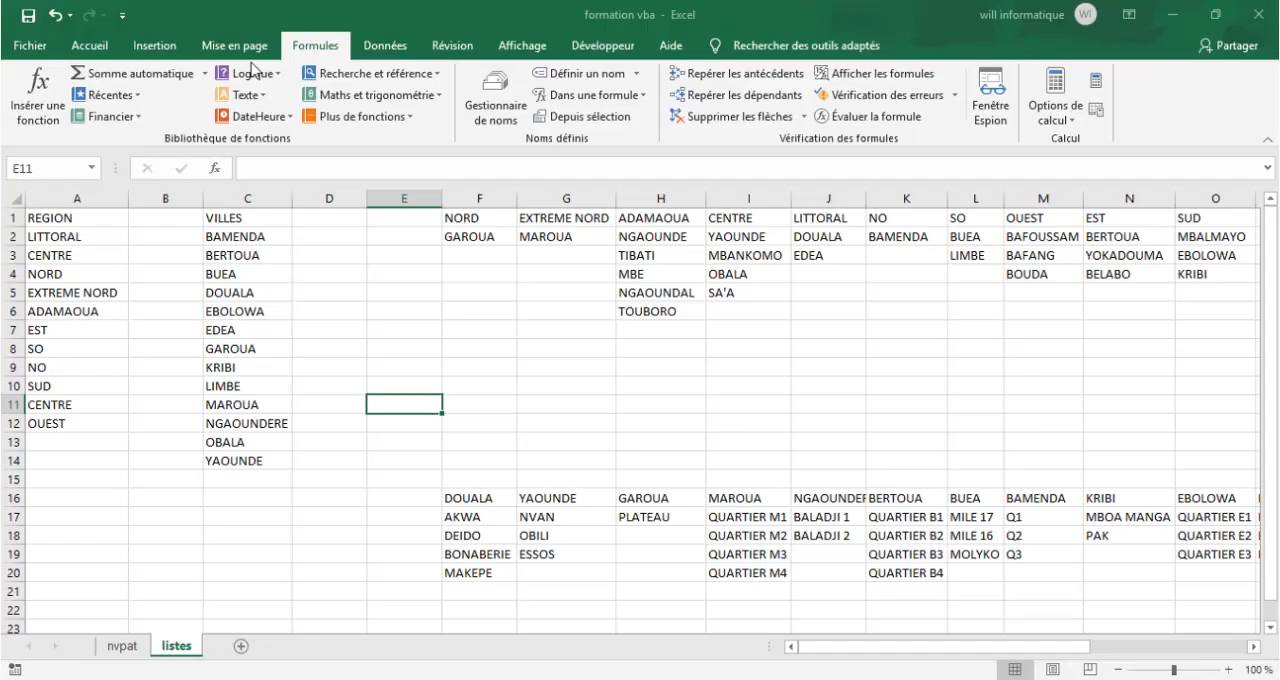 formation vba - Excel
will informatique WI
Fichier Accueil Insertion Mise en page Formules Données Révision Affichage Développeur Aide Rechercher des outils adaptés Partager
fx Insérer une fonction
Σ Somme automatique
Récentes
Financier
Logique
Texte
DateHeure
Recherche et référence
Maths et trigonométrie
Plus de fonctions
Bibliothèque de fonctions
Gestionnaire de noms
Définir un nom
Dans une formule
Depuis sélection
Noms définis
Repérer les antécédents
Repérer les dépendants
Supprimer les flèches
Afficher les formules
Vérification des erreurs
Évaluer la formule
Vérification des formules
Fenêtre Espion
Options de calcul
Calcul
E11 fx
A B C D E F G H I J K L M N O
1 REGION VILLES NORD EXTREME NORD ADAMAOUA CENTRE LITTORAL NO SO OUEST EST SUD
2 LITTORAL BAMENDA GAROUA MAROUA NGAOUNDE YAOUNDE DOUALA BAMENDA BUEA BAFOUSSAM BERTOUA MBALMAYO
3 CENTRE BERTOUA TIBATI MBANKOMO EDEA LIMBE BAFANG YOKADOUMA EBOLOWA
4 NORD BUEA MBE OBALA BOUDA BELABO KRIBI
5 EXTREME NORD DOUALA NGAOUNDAL SA'A
6 ADAMAOUA EBOLOWA TOUBORO
7 EST EDEA
8 SO GAROUA
9 NO KRIBI
10 SUD LIMBE
11 CENTRE MAROUA
12 OUEST NGAOUNDERE
13 OBALA
14 YAOUNDE
15
16 DOUALA YAOUNDE GAROUA MAROUA NGAOUNDER BERTOUA BUEA BAMENDA KRIBI EBOLOWA
17 AKWA NVAN PLATEAU QUARTIER M1 BALADJI 1 QUARTIER B1 MILE 17 Q1 MBOA MANGA QUARTIER E1
18 DEIDO OBILI QUARTIER M2 BALADJI 2 QUARTIER B2 MILE 16 Q2 PAK QUARTIER E2
19 BONABERIE ESSOS QUARTIER M3 QUARTIER B3 MOLYKO Q3 QUARTIER E3
20 MAKEPE QUARTIER M4 QUARTIER B4
21
22
23
nvpat listes
100 %